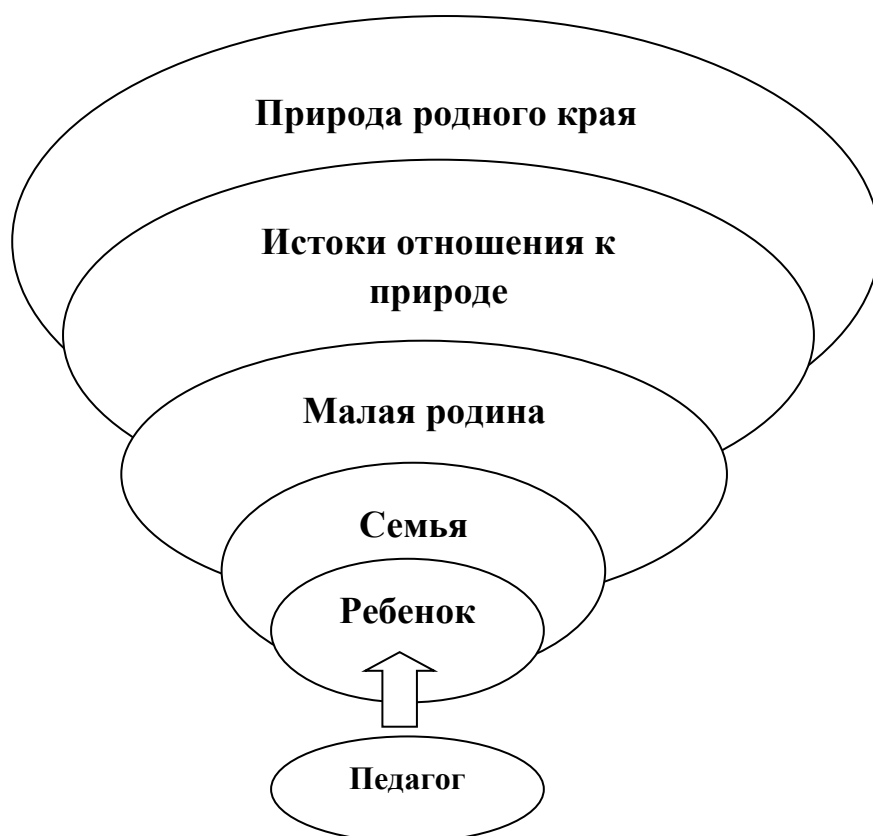 Природа родного края
Истоки отношения к
природе
Малая родина
Семья
Ребенок
Педагог